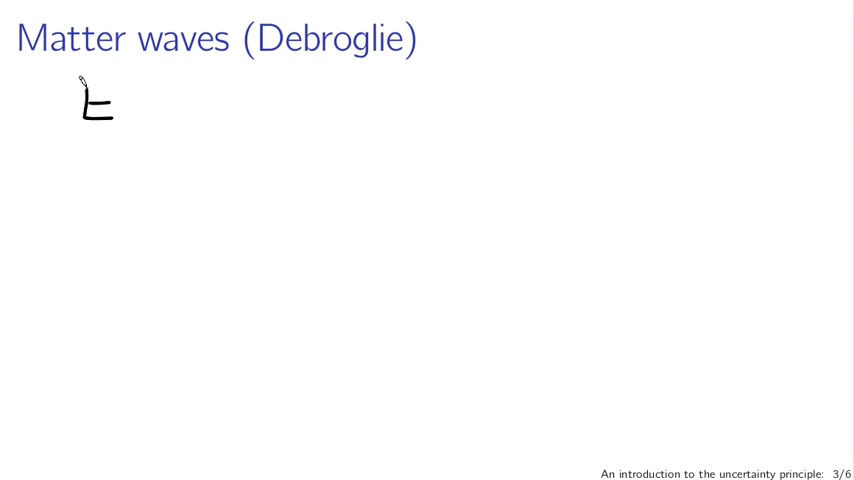 Matter waves (Debroglie)
E
An introduction to the uncertainty principle: 3/6